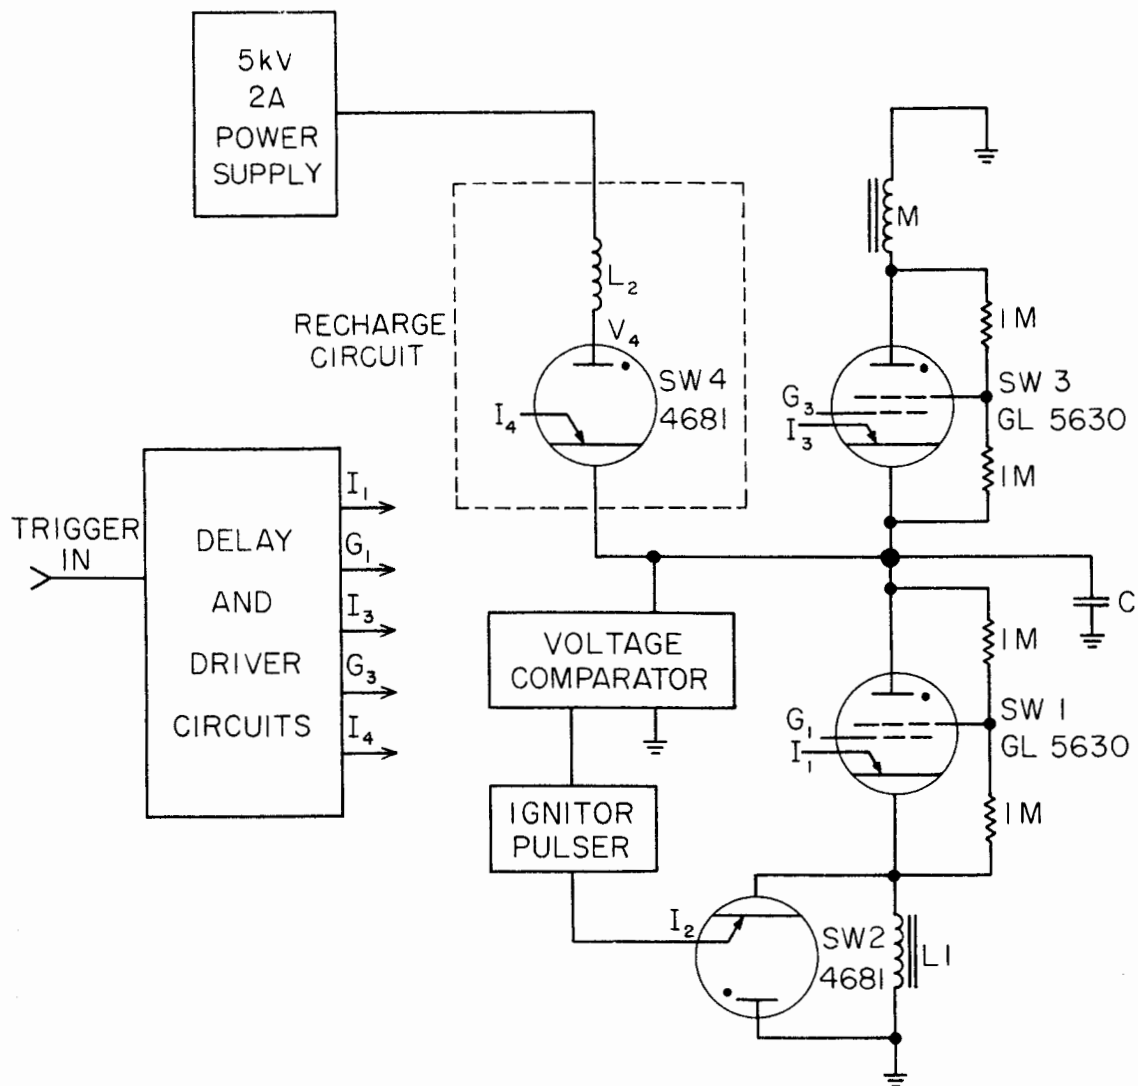 5kV
2A
POWER
SUPPLY
M
L₂
V₄
RECHARGE
CIRCUIT
SW 4
4681
I₄
1M
SW 3
GL 5630
G₃
I₃
1M
TRIGGER
IN
DELAY
AND
DRIVER
CIRCUITS
I₁
G₁
I₃
G₃
I₄
C
VOLTAGE
COMPARATOR
1M
SW 1
GL 5630
G₁
I₁
1M
IGNITOR
PULSER
I₂
SW2
4681
L1